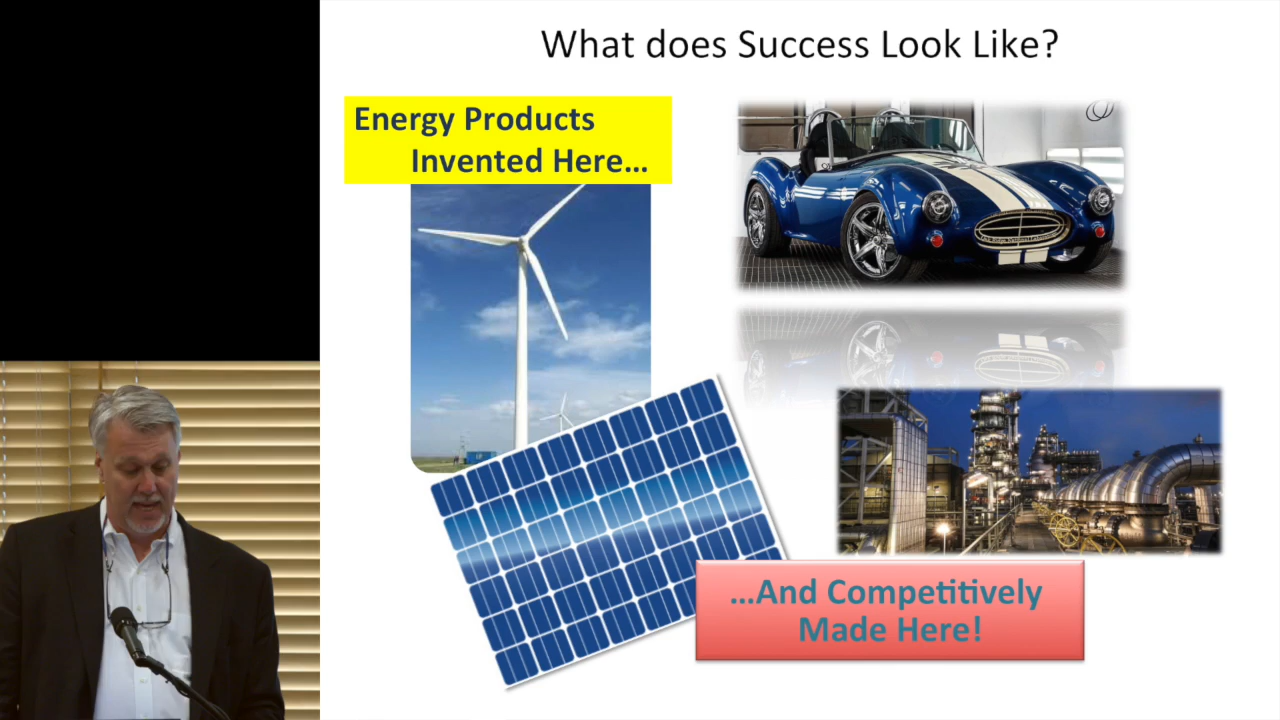 What does Success Look Like?
Energy Products
Invented Here...
...And Competitively
Made Here!